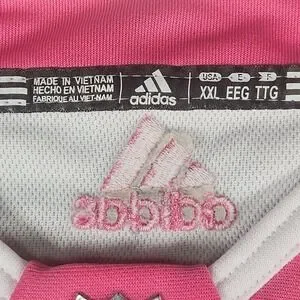 MADE IN VIETNAM
HECHO EN VIETNAM
FABRIQUÉ AU VIET-NAM
adidas
USA E F
XXL EEG TTG
adidas